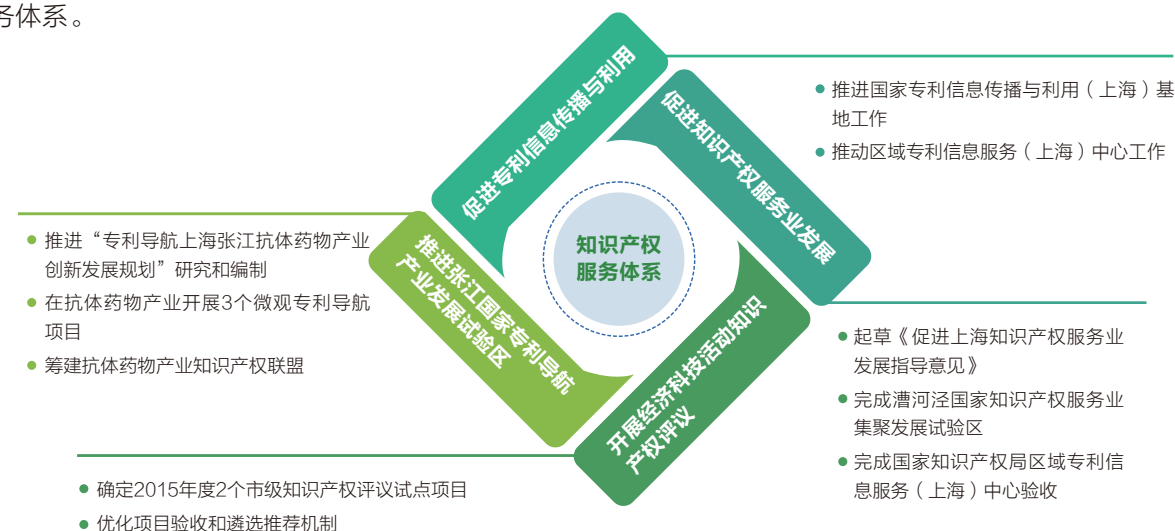 务体系。
促进专利信息传播与利用
● 推进国家专利信息传播与利用（上海）基
地工作
● 推动区域专利信息服务（上海）中心工作
促进知识产权服务业发展
● 起草《促进上海知识产权服务业
发展指导意见》
● 完成漕河泾国家知识产权服务业
集聚发展试验区
● 完成国家知识产权局区域专利信
息服务（上海）中心验收
知识产权
服务体系
推进张江国家专利导航
产业发展试验区
● 推进“专利导航上海张江抗体药物产业
创新发展规划”研究和编制
● 在抗体药物产业开展3个微观专利导航
项目
● 筹建抗体药物产业知识产权联盟
开展经济科技活动知识
产权评议
● 确定2015年度2个市级知识产权评议试点项目
● 优化项目验收和遴选推荐机制